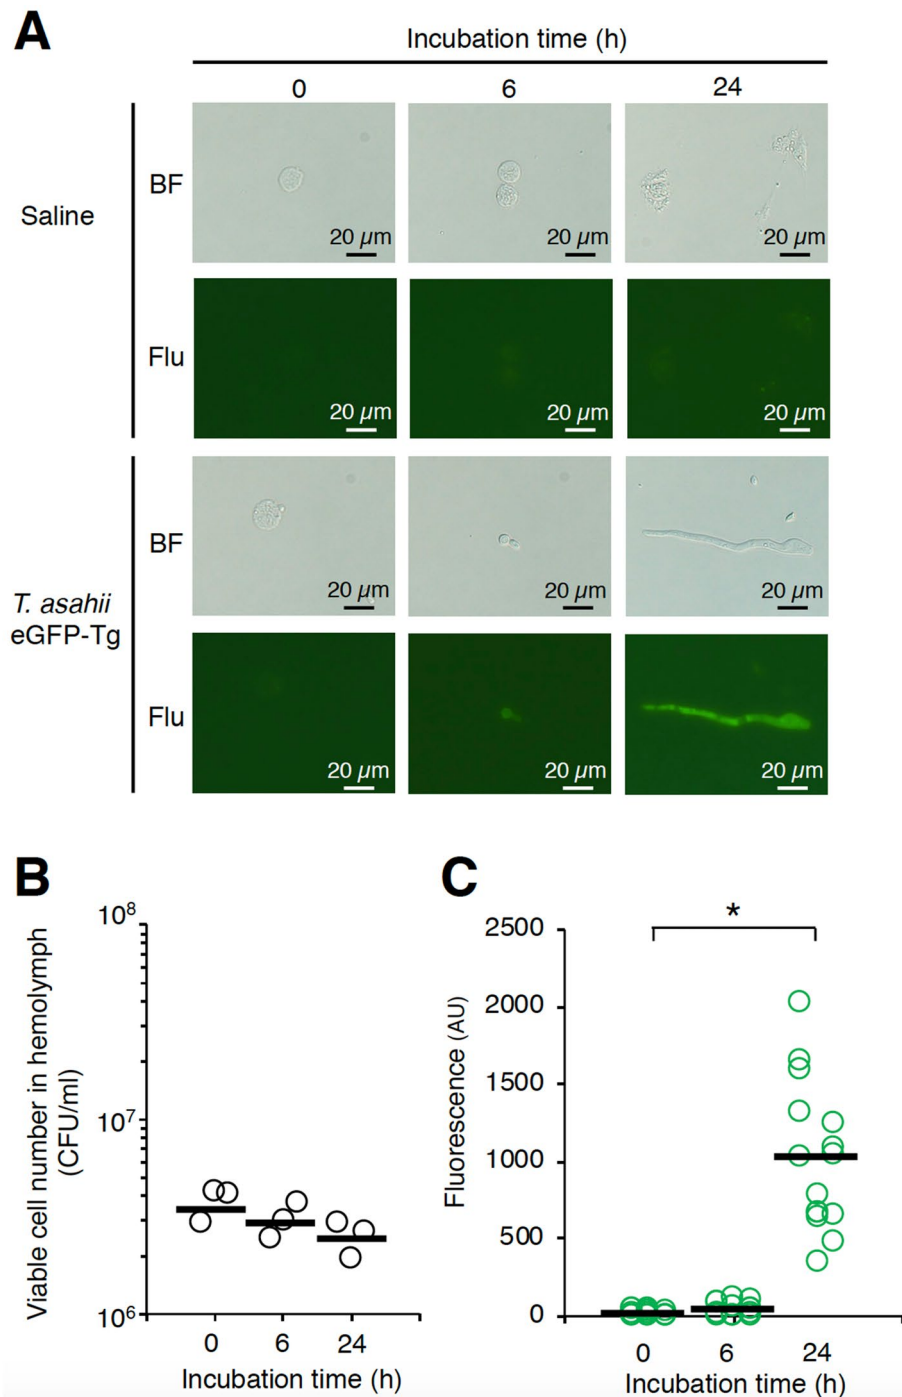 A
Incubation time (h)
0 6 24
Saline
BF
20 µm 20 µm 20 µm
Flu
20 µm 20 µm 20 µm
T. asahii
eGFP-Tg
BF
20 µm 20 µm 20 µm
Flu
20 µm 20 µm 20 µm
B
Viable cell number in hemolymph
(CFU/ml)
10⁸
10⁷
10⁶
0 6 24
Incubation time (h)
C
Fluorescence (AU)
2500
2000
1500
1000
500
0
*
0 6 24
Incubation time (h)